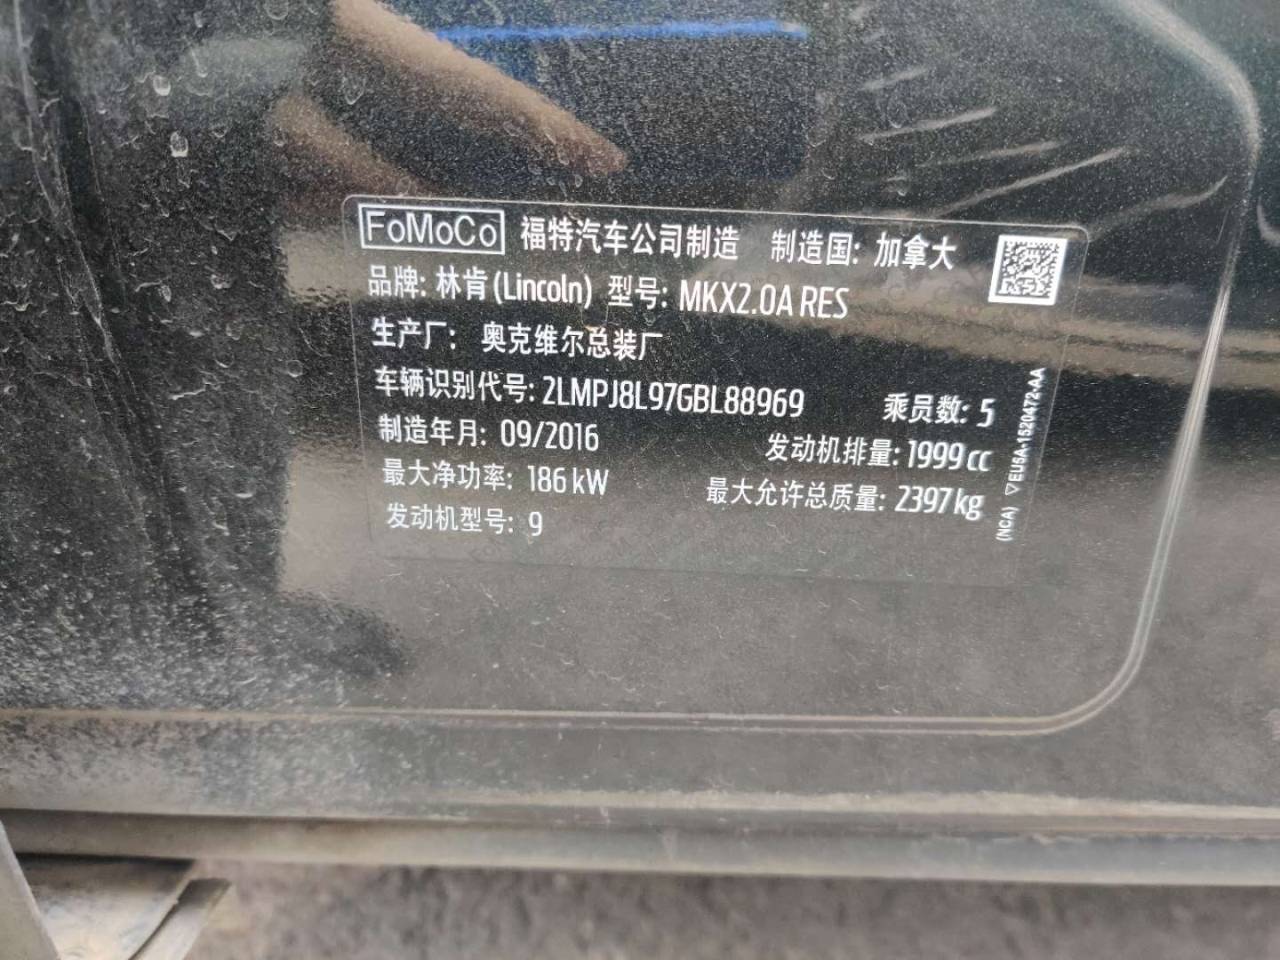 FoMoCo 福特汽车公司制造 制造国: 加拿大
品牌: 林肯(Lincoln) 型号: MKX2.0A RES
生产厂: 奥克维尔总装厂
车辆识别代号: 2LMPJ8L97GBL88969 乘员数: 5
制造年月: 09/2016 发动机排量: 1999 cc
最大净功率: 186 kW 最大允许总质量: 2397 kg
发动机型号: 9
(NCA) ▽EU5A-1520472-AA